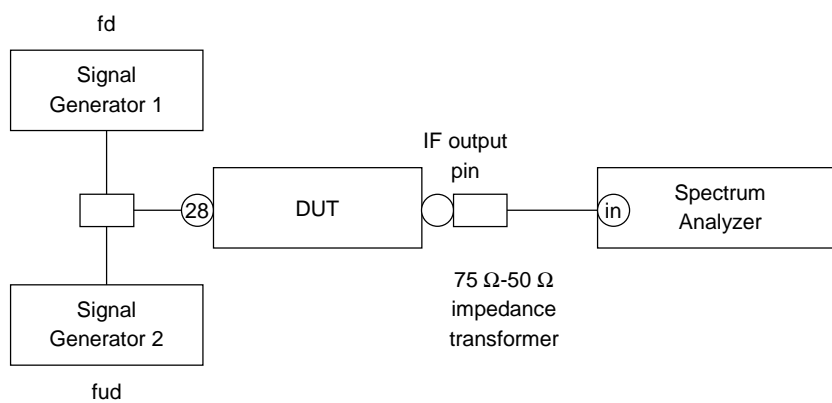 fd
Signal
Generator 1
28
DUT
IF output
pin
in
Spectrum
Analyzer
75 Ω-50 Ω
impedance
transformer
Signal
Generator 2
fud